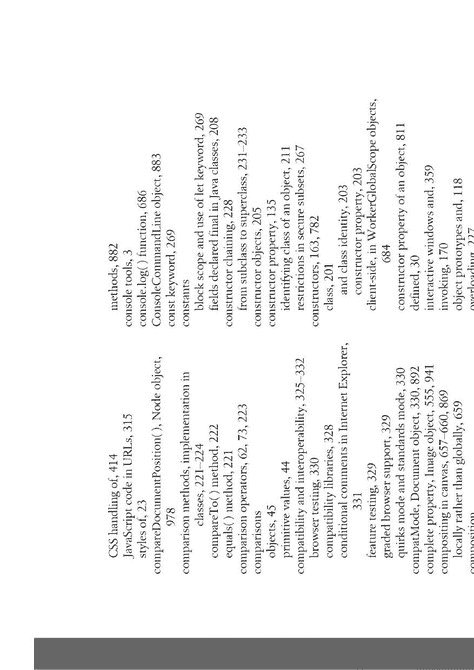 CSS handling of, 414
JavaScript code in URLs, 315
styles of, 23
compareDocumentPosition( ), Node object,
978
comparison methods, implementation in
classes, 221–224
compareTo( ) method, 222
equals( ) method, 221
comparison operators, 62, 73, 223
comparisons
objects, 45
primitive values, 44
compatibility and interoperability, 325–332
browser testing, 330
compatibility libraries, 328
conditional comments in Internet Explorer,
331
feature testing, 329
graded browser support, 329
quirks mode and standards mode, 330
compatMode, Document object, 330, 892
complete property, Image object, 555, 941
compositing in canvas, 657–660, 869
locally rather than globally, 659
methods, 882
console tools, 3
console.log( ) function, 686
ConsoleCommandLine object, 883
const keyword, 269
constants
block scope and use of let keyword, 269
fields declared final in Java classes, 208
constructor chaining, 228
from subclass to superclass, 231–233
constructor objects, 205
constructor property, 135
identifying class of an object, 211
restrictions in secure subsets, 267
constructors, 163, 782
class, 201
and class identity, 203
constructor property, 203
client-side, in WorkerGlobalScope objects,
684
constructor property of an object, 811
defined, 30
interactive windows and, 359
invoking, 170
object prototypes and, 118